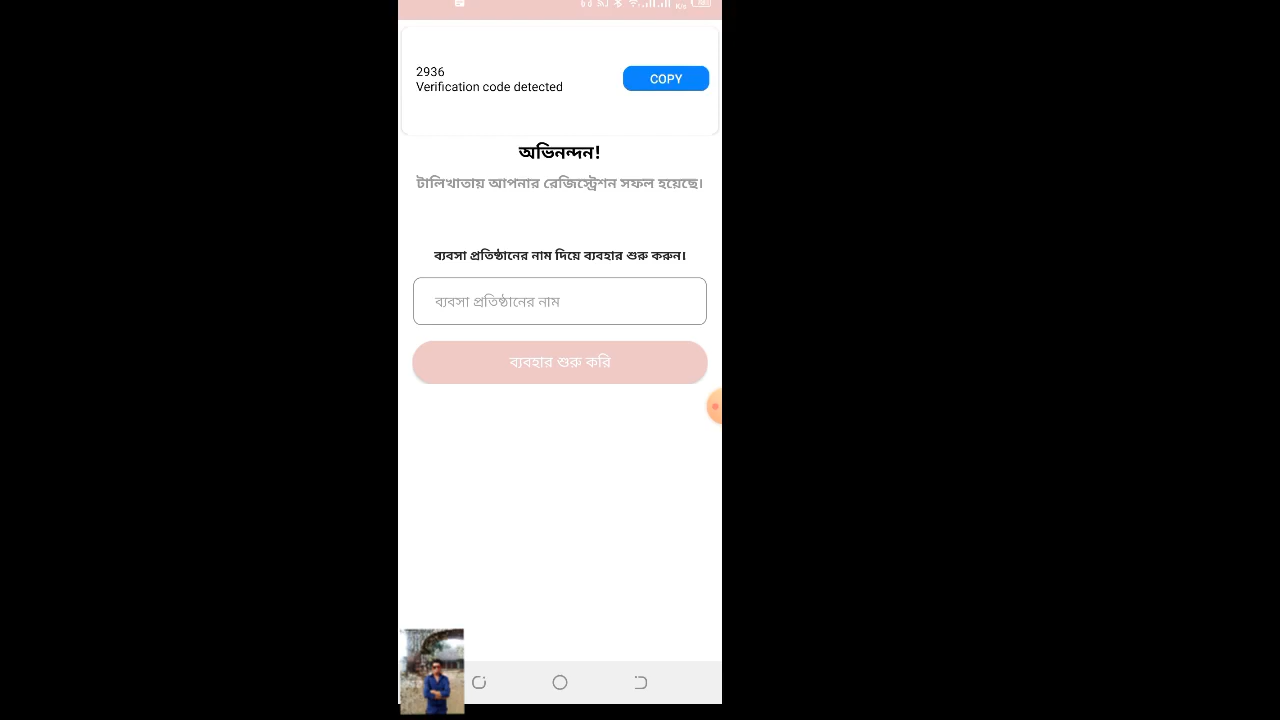 2936
Verification code detected
COPY
অভিনন্দন!
টালিখাতায় আপনার রেজিস্ট্রেশন সফল হয়েছে।
ব্যবসা প্রতিষ্ঠানের নাম দিয়ে ব্যবহার শুরু করুন।
ব্যবসা প্রতিষ্ঠানের নাম
ব্যবহার শুরু করি